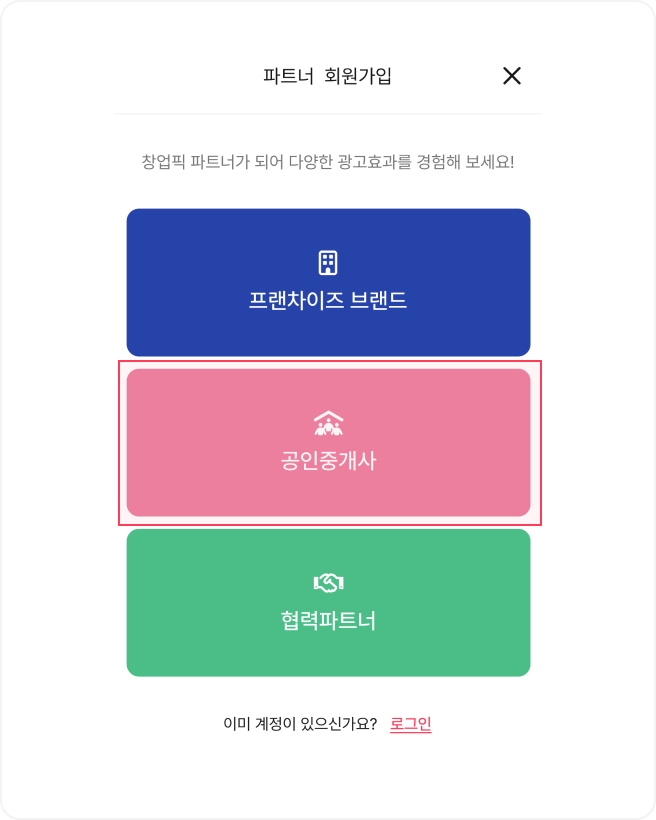 파트너 회원가입
창업픽 파트너가 되어 다양한 광고효과를 경험해 보세요!
프랜차이즈 브랜드
공인중개사
협력파트너
이미 계정이 있으신가요? 로그인